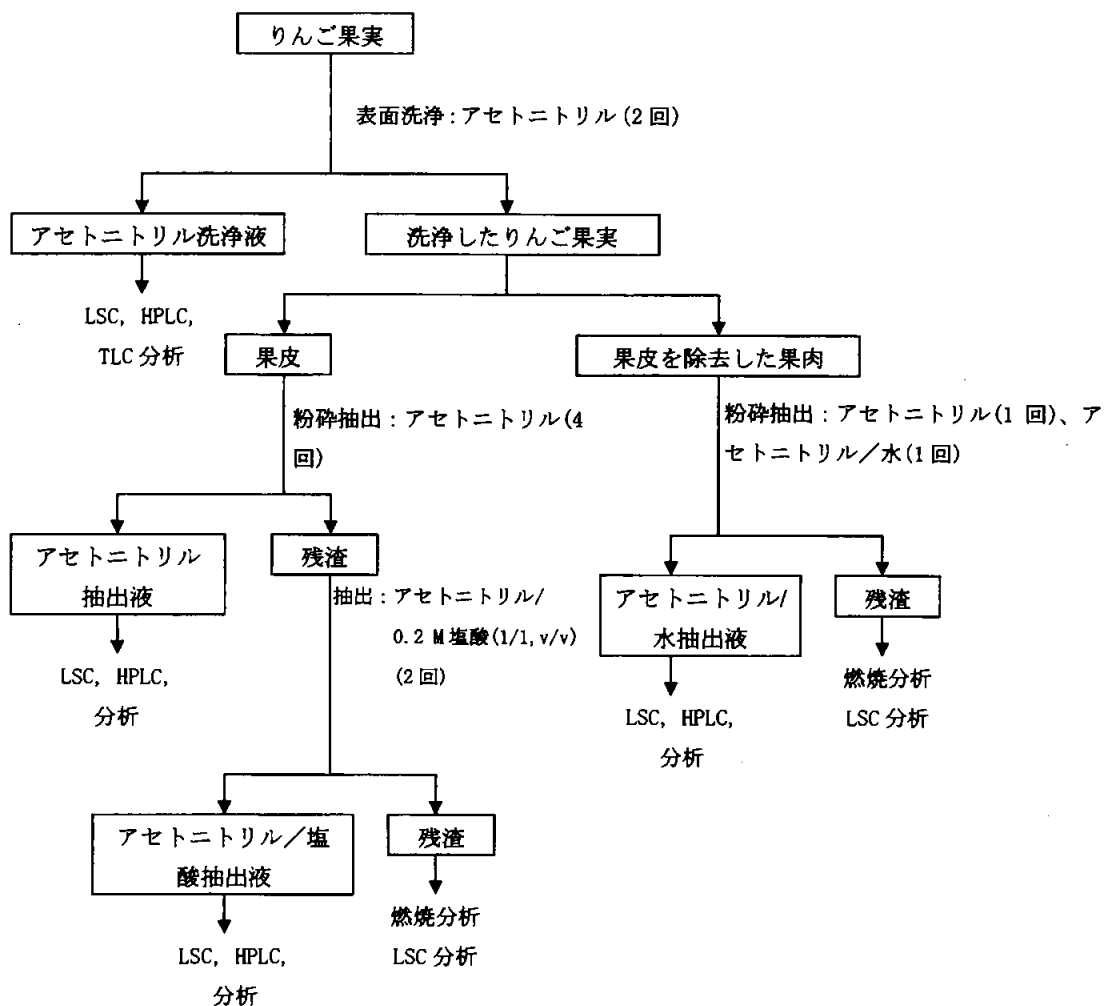 りんご果実
表面洗浄:アセトニトリル(2回)
アセトニトリル洗浄液
洗浄したりんご果実
LSC, HPLC,
TLC 分析
果皮
果皮を除去した果肉
粉砕抽出:アセトニトリル(4
回)
粉砕抽出:アセトニトリル(1 回)、ア
セトニトリル/水(1回)
アセトニトリル
抽出液
残渣
抽出:アセトニトリル/
0.2 M 塩酸(1/1, v/v)
(2回)
アセトニトリル/
水抽出液
残渣
LSC, HPLC,
分析
LSC, HPLC,
分析
燃焼分析
LSC 分析
アセトニトリル/塩
酸抽出液
残渣
LSC, HPLC,
分析
燃焼分析
LSC 分析